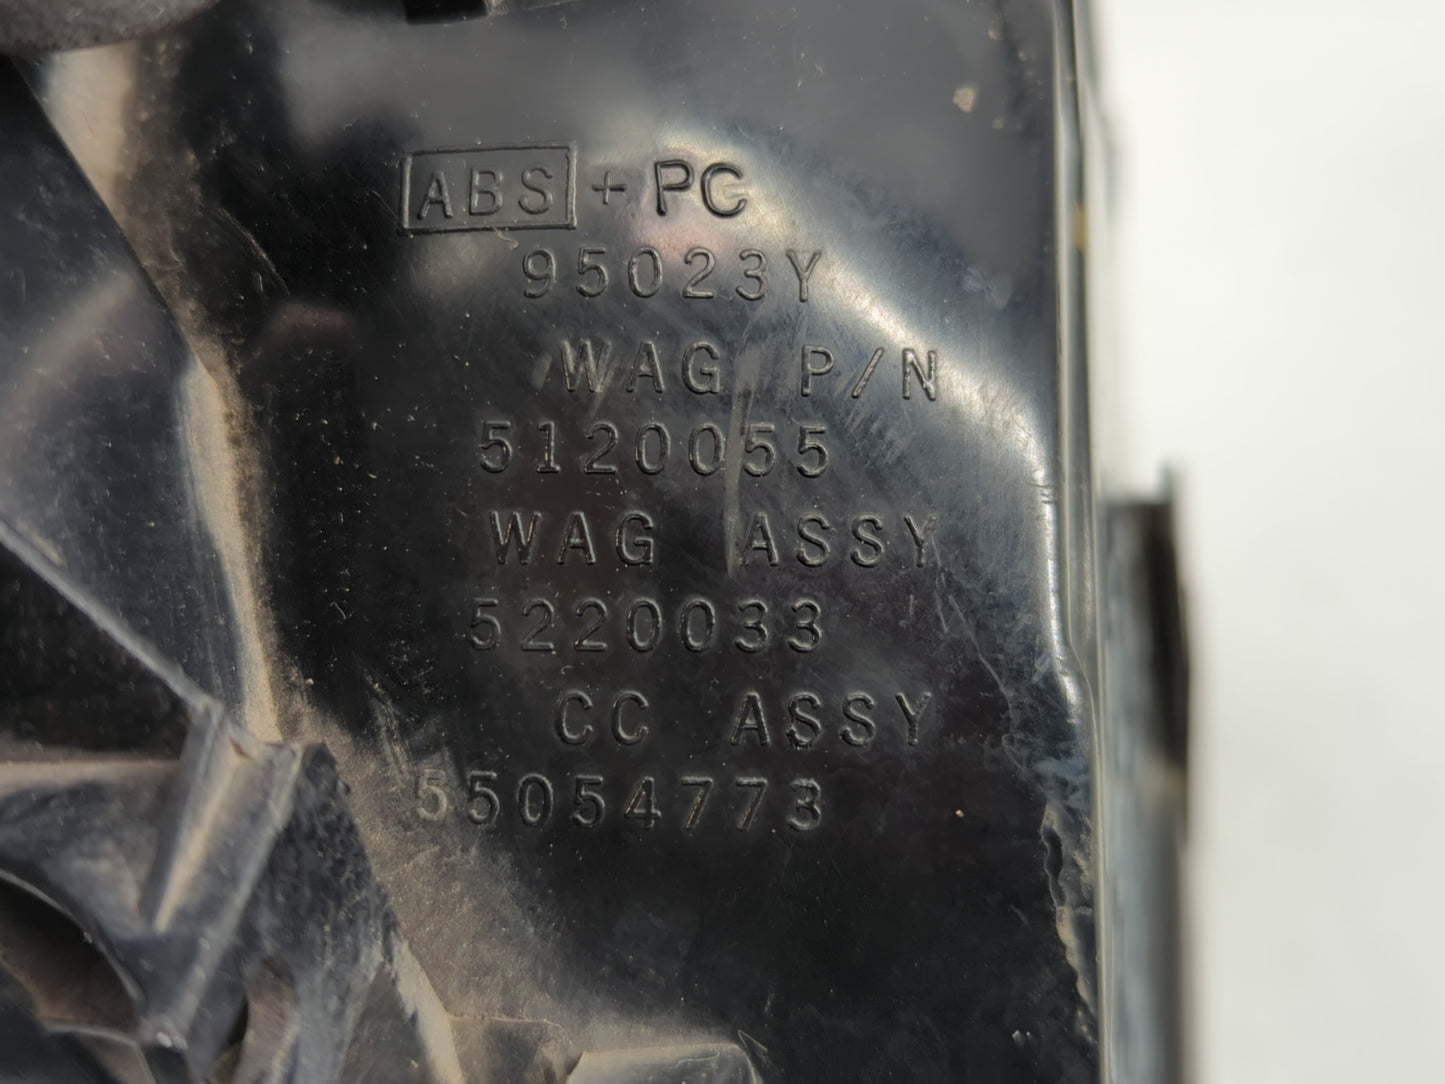 ABS + PC
95023Y
WAG P/N
5120055
WAG ASSY
5220033
CC ASSY
55054773